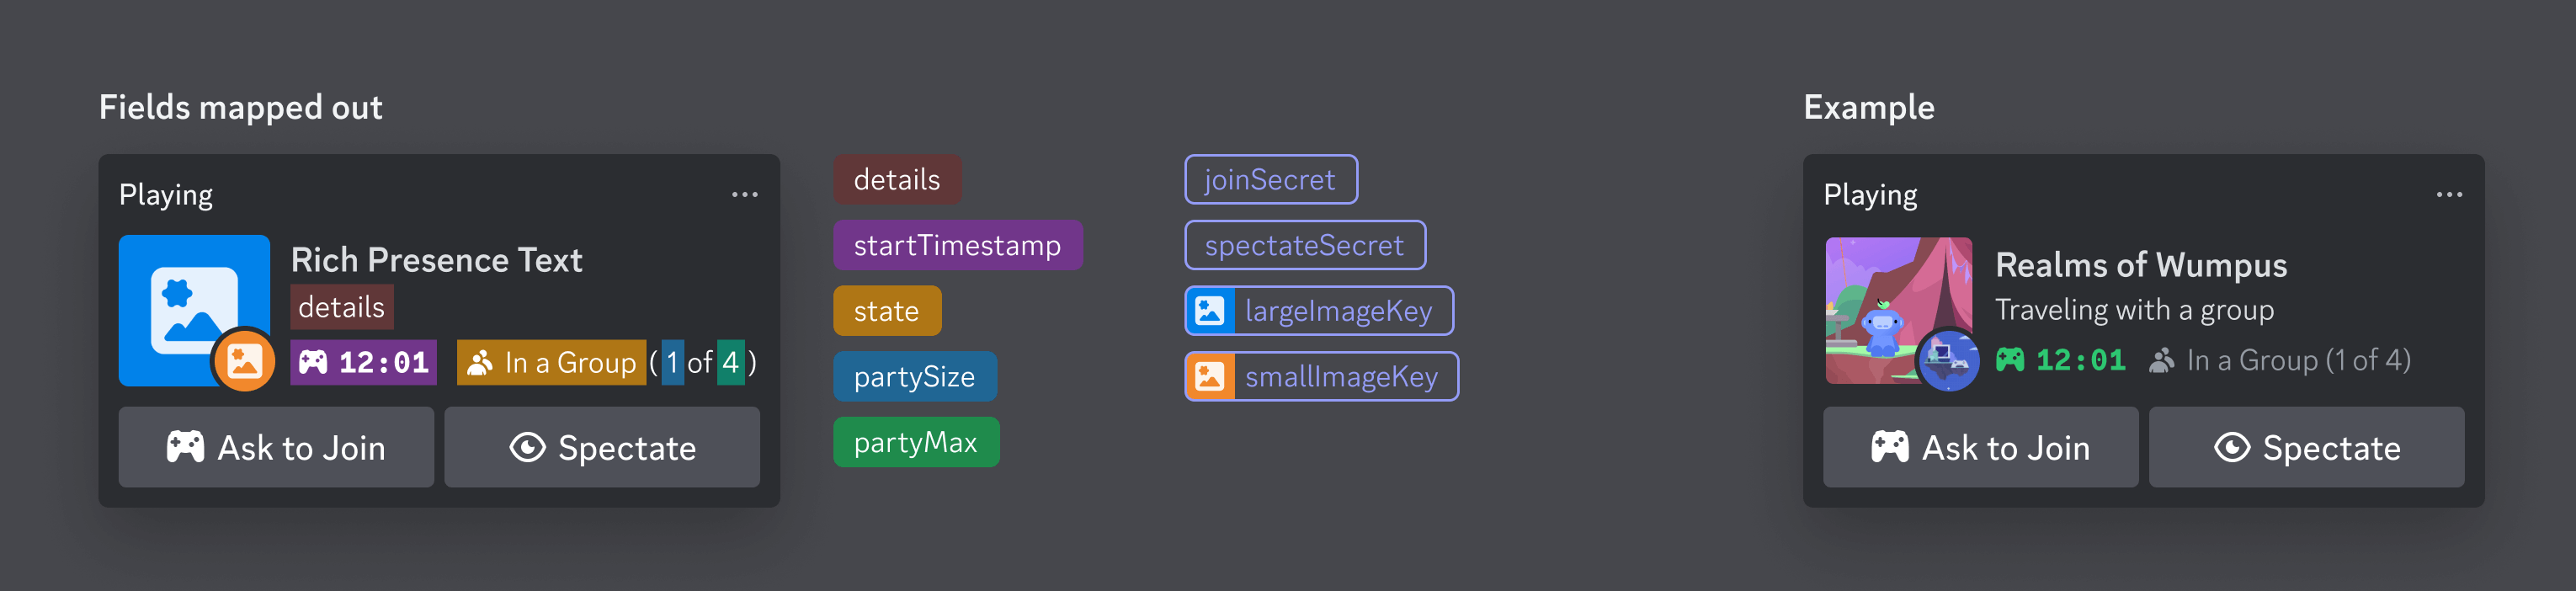 Fields mapped out
Playing
Rich Presence Text
details
12:01 In a Group (1 of 4)
Ask to Join
Spectate
details
startTimestamp
state
partySize
partyMax
joinSecret
spectateSecret
largeImageKey
smallImageKey
Example
Playing
Realms of Wumpus
Traveling with a group
12:01 In a Group (1 of 4)
Ask to Join
Spectate